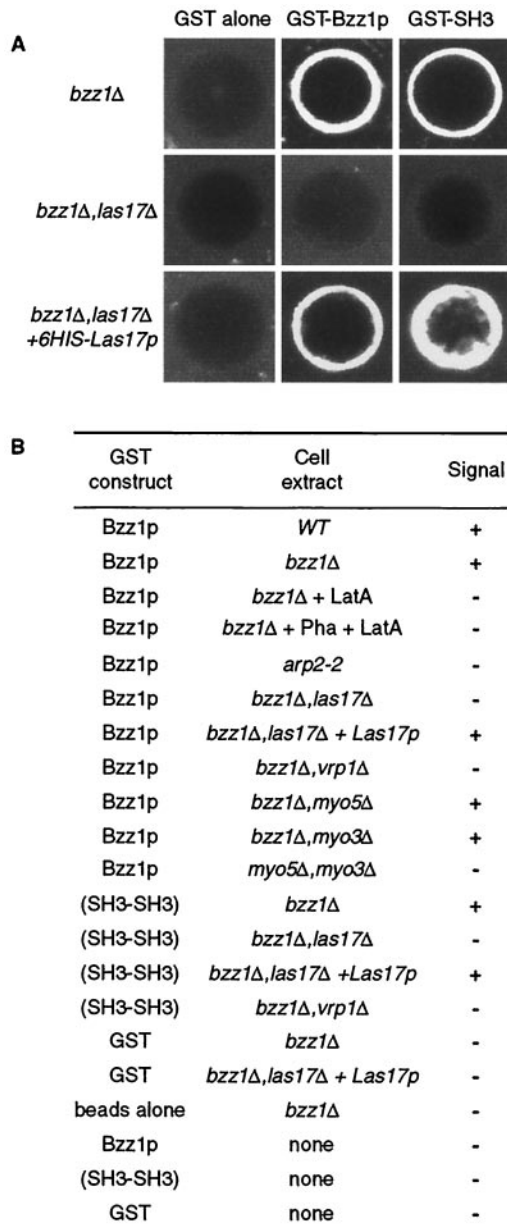 GST alone GST-Bzz1p GST-SH3
A
bzz1Δ
bzz1Δ,las17Δ
bzz1Δ,las17Δ
+6HIS-Las17p
B
GST construct Cell extract Signal
Bzz1p WT +
Bzz1p bzz1Δ +
Bzz1p bzz1Δ + LatA -
Bzz1p bzz1Δ + Pha + LatA -
Bzz1p arp2-2 -
Bzz1p bzz1Δ,las17Δ -
Bzz1p bzz1Δ,las17Δ + Las17p +
Bzz1p bzz1Δ,vrp1Δ -
Bzz1p bzz1Δ,myo5Δ +
Bzz1p bzz1Δ,myo3Δ +
Bzz1p myo5Δ,myo3Δ -
(SH3-SH3) bzz1Δ +
(SH3-SH3) bzz1Δ,las17Δ -
(SH3-SH3) bzz1Δ,las17Δ +Las17p +
(SH3-SH3) bzz1Δ,vrp1Δ -
GST bzz1Δ -
GST bzz1Δ,las17Δ + Las17p -
beads alone bzz1Δ -
Bzz1p none -
(SH3-SH3) none -
GST none -